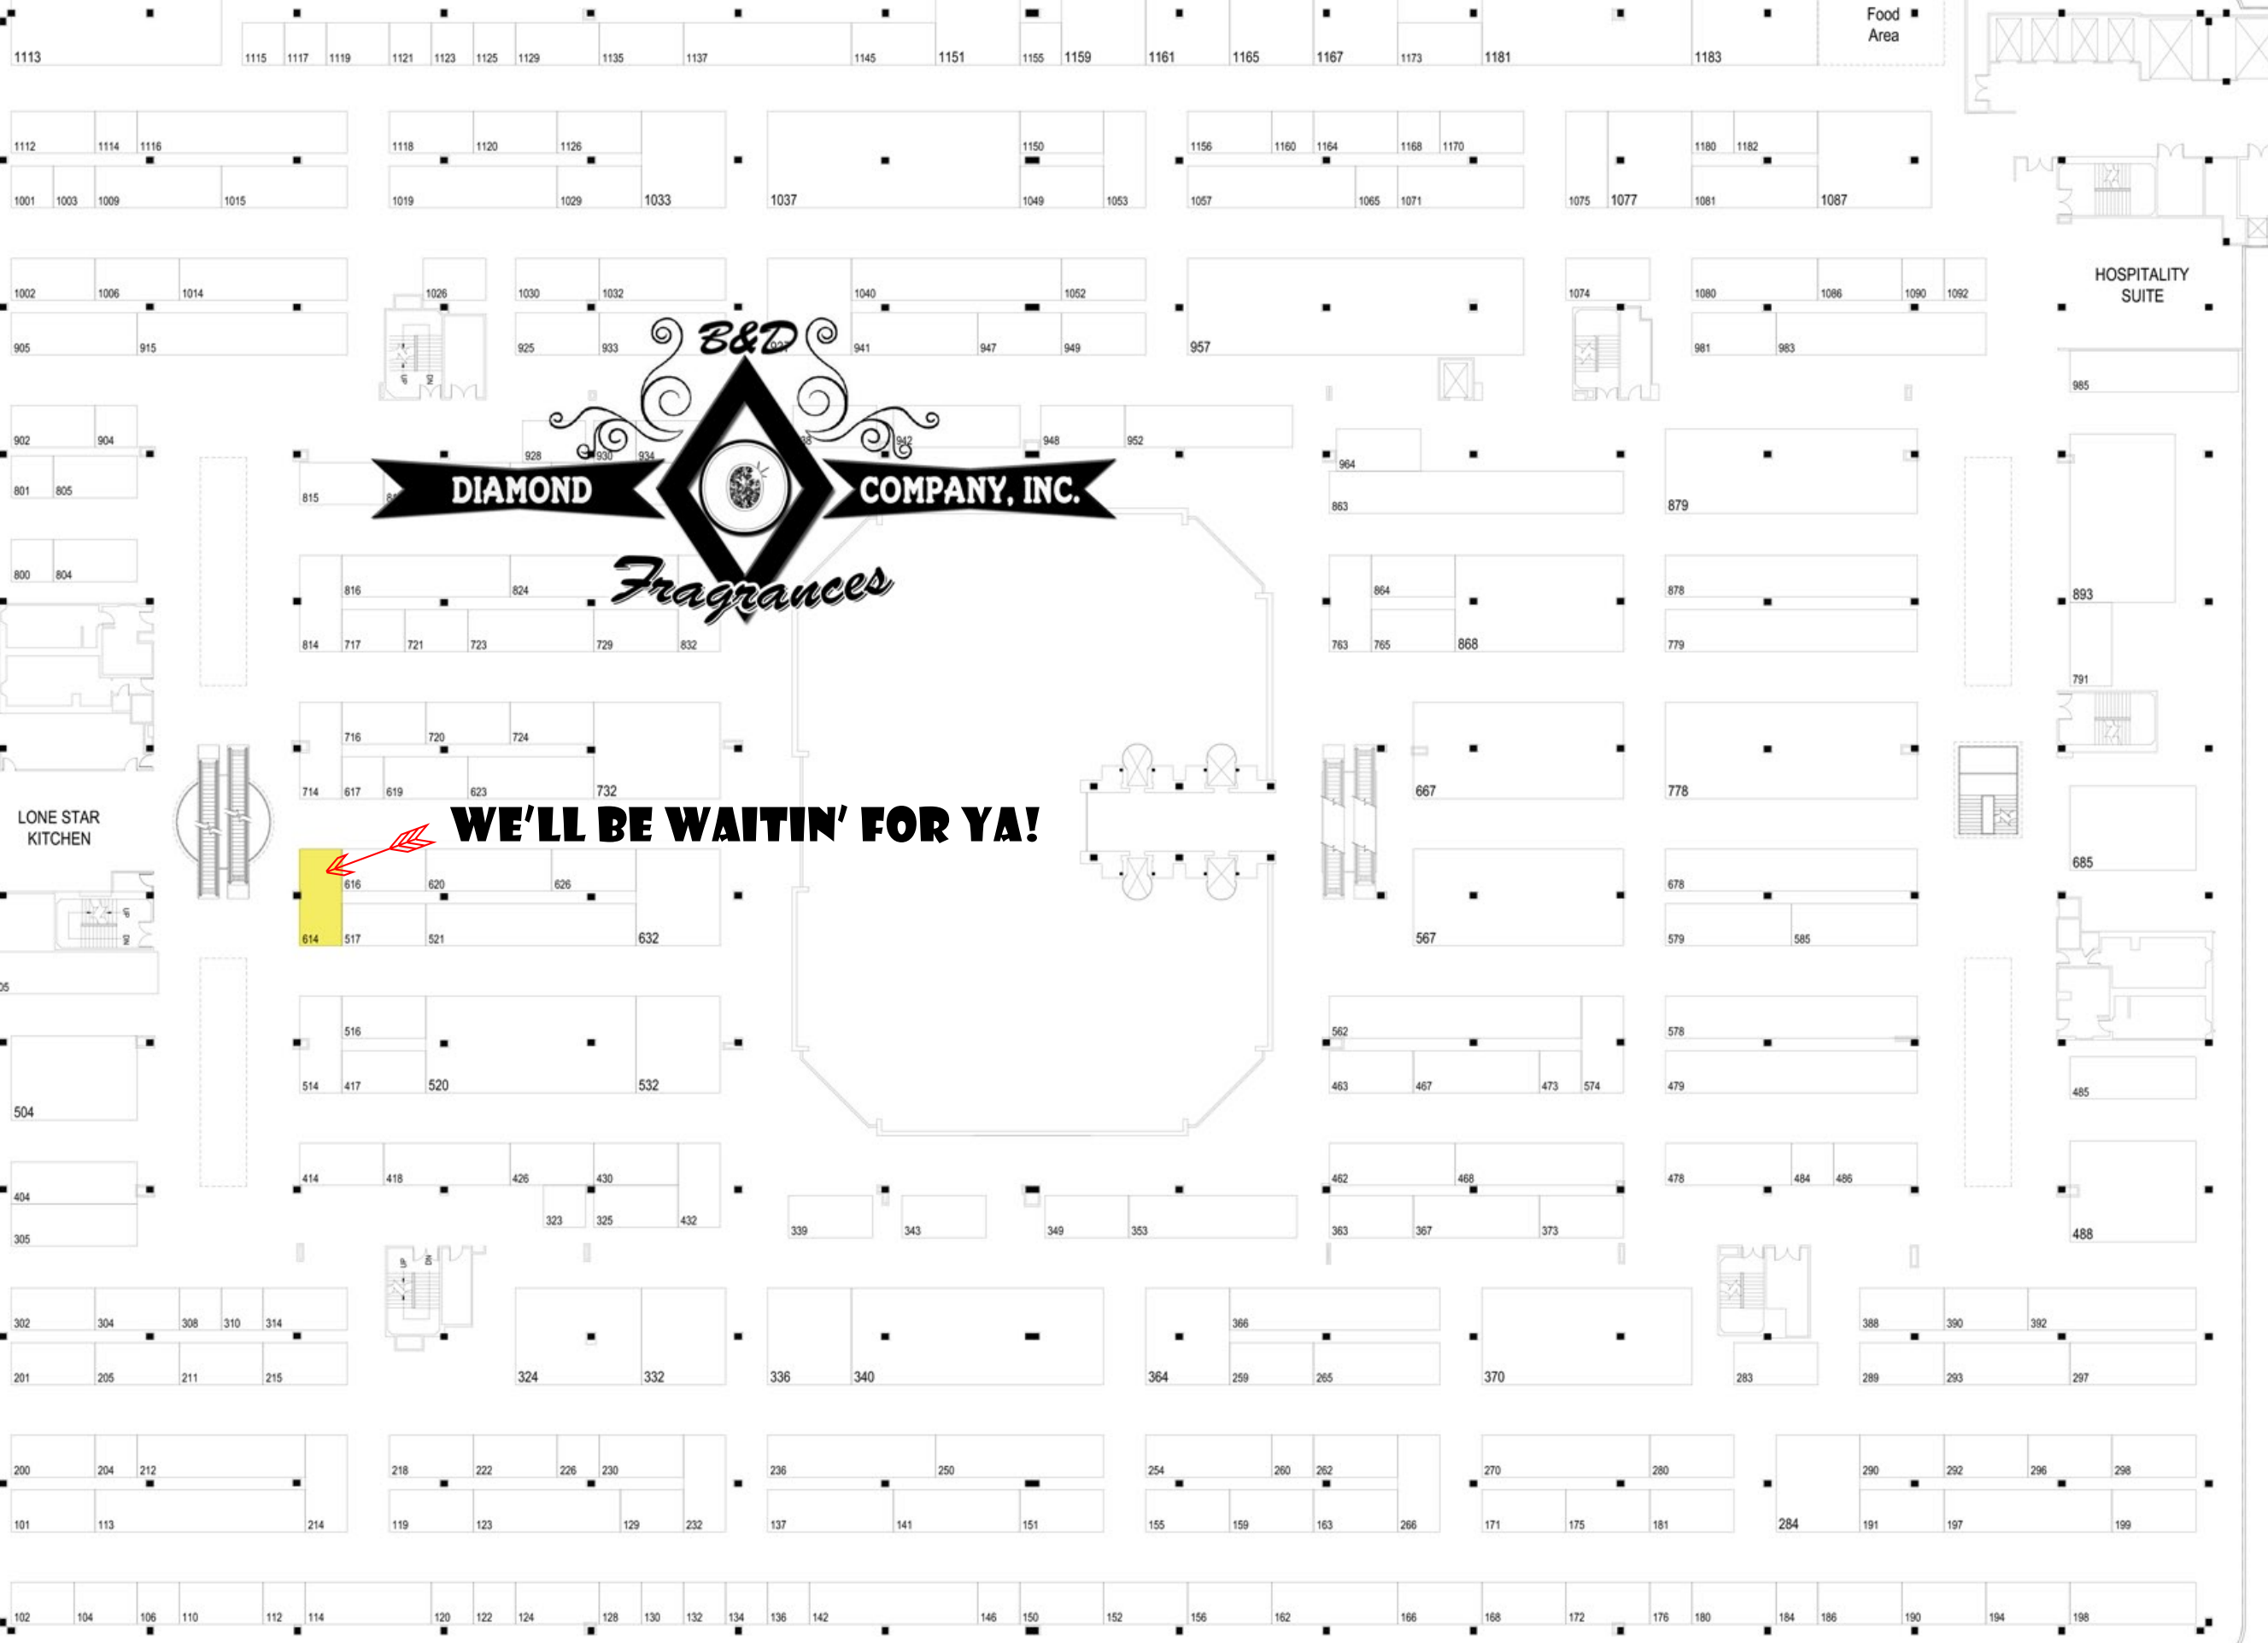 Food
Area
1113 1115 1117 1119 1121 1123 1125 1129 1135 1137 1145 1151 1155 1159 1161 1165 1167 1173 1181 1183
1112 1114 1116 1118 1120 1126 1150 1156 1160 1164 1168 1170 1180 1182
1001 1003 1009 1015 1019 1029 1033 1037 1049 1053 1057 1065 1071 1075 1077 1081 1087
HOSPITALITY
SUITE
1002 1006 1014 1026 1030 1032 1040 1052 1074 1080 1086 1090 1092
B&D
905 915 925 933 937 941 947 949 957 981 983
UP DN
985
902 904 942 948 952
928 930 934 964
801 805 815 863 879
DIAMOND COMPANY, INC.
800 804
Fragrances
816 824 864 878 893
814 717 721 723 729 832 763 765 868 779
791
716 720 724
714 617 619 623 732 667 778
LONE STAR
KITCHEN
WE'LL BE WAITIN' FOR YA!
685
616 620 626 678
UP
DN
614 517 521 632 567 579 585
516 562 578
514 417 520 532 463 467 473 574 479 485
504
414 418 426 430 462 468 478 484 486
404
323 325 432 339 343 349 353 363 367 373 488
305
UP DN
302 304 308 310 314 366 388 390 392
201 205 211 215 324 332 336 340 364 259 265 370 283 289 293 297
200 204 212 218 222 226 230 236 250 254 260 262 270 280 290 292 296 298
101 113 214 119 123 129 232 137 141 151 155 159 163 266 171 175 181 284 191 197 199
102 104 106 110 112 114 120 122 124 128 130 132 134 136 142 146 150 152 156 162 166 168 172 176 180 184 186 190 194 198